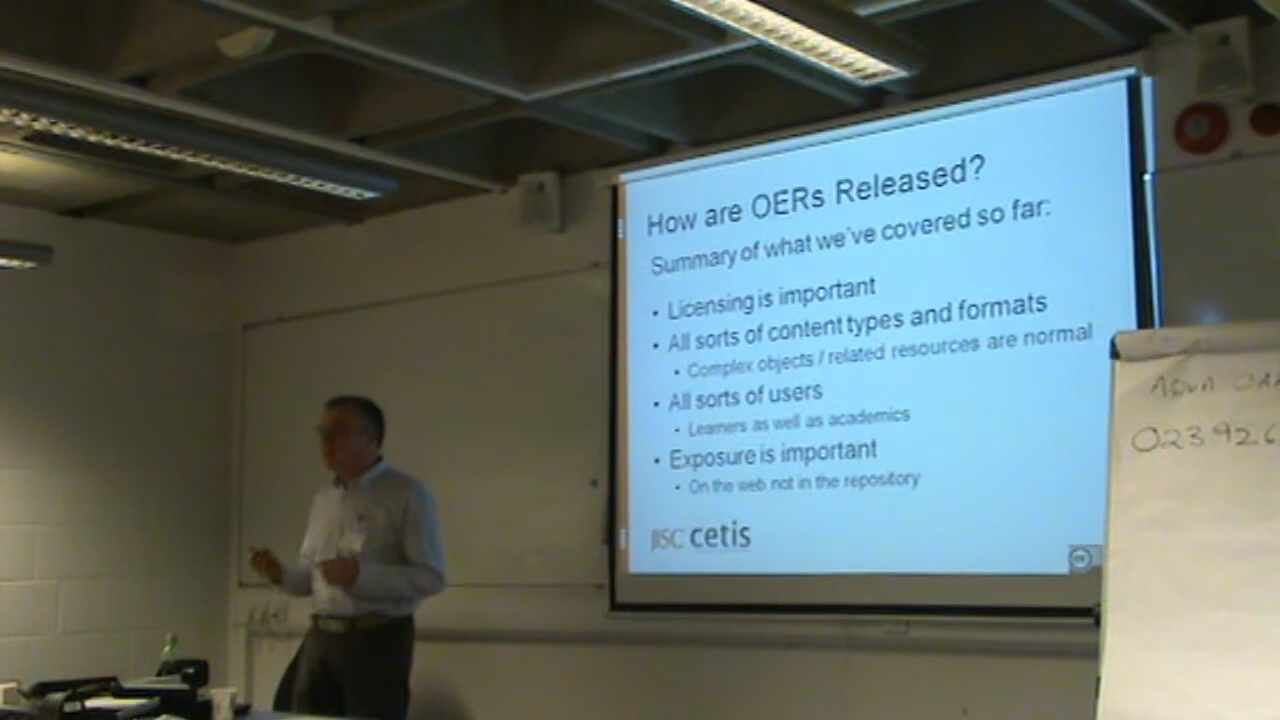 How are OERs Released?
Summary of what we've covered so far:
• Licensing is important
• All sorts of content types and formats
• Complex objects / related resources are normal
• All sorts of users
• Learners as well as academics
• Exposure is important
• On the web not in the repository
JISC cetis
cc
023926